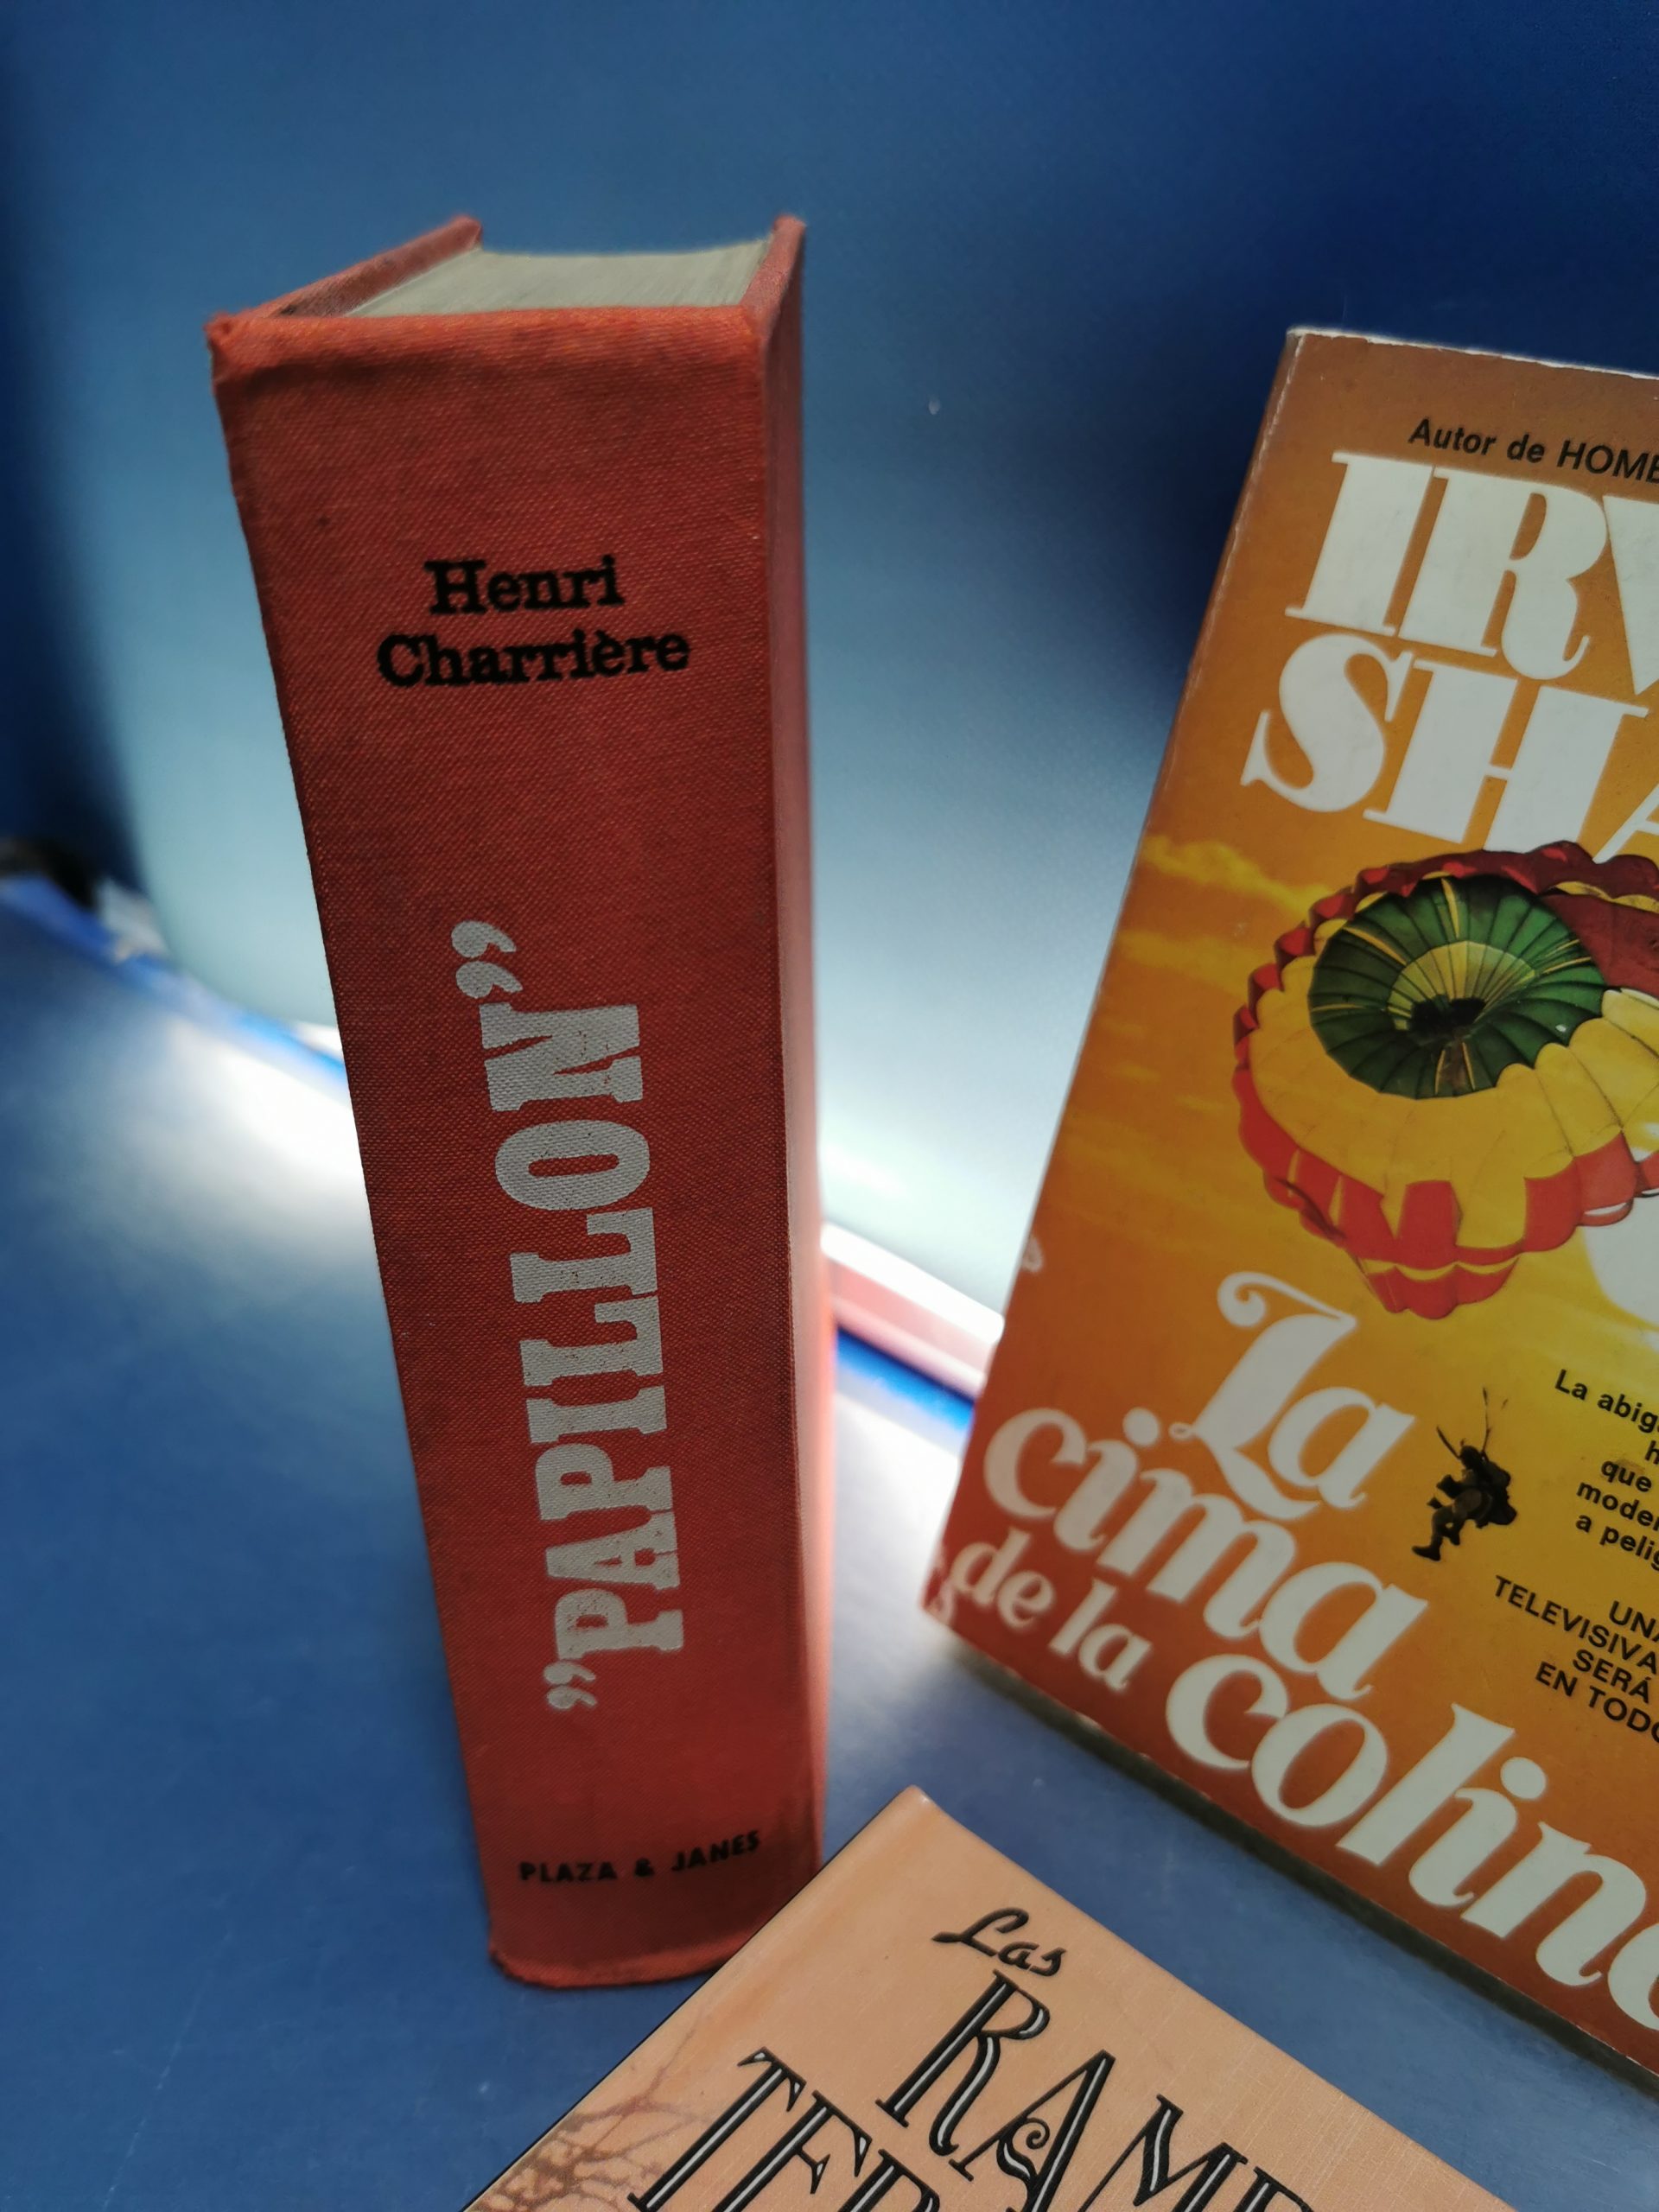 Henri
Charrière
"PAPILLON"
PLAZA & JANES
Autor de HOMB
IRV
SHA
La
cima
de la
colin
La abig
h
que
moder
a pelig
UNA
TELEVISIVA
SERÁ
EN TODO
Las
RAME
TER